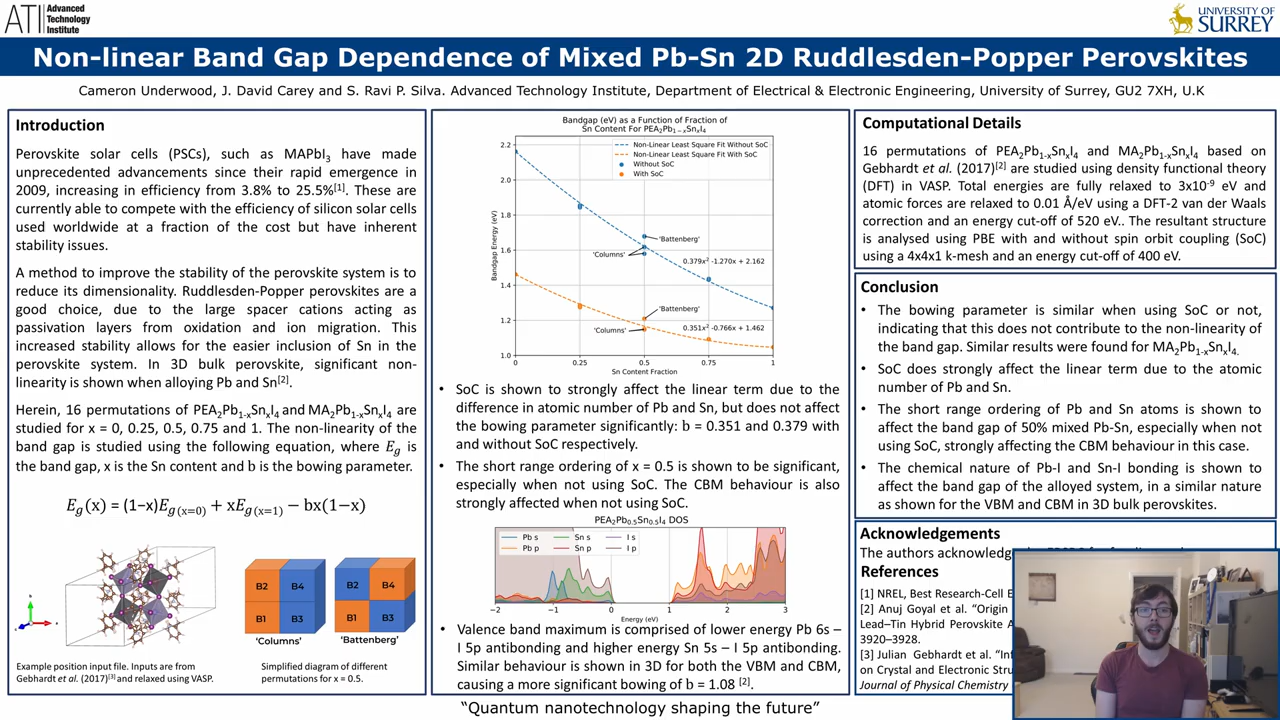 ATI Advanced
Technology
Institute
UNIVERSITY OF
SURREY
Non-linear Band Gap Dependence of Mixed Pb-Sn 2D Ruddlesden-Popper Perovskites
Cameron Underwood, J. David Carey and S. Ravi P. Silva. Advanced Technology Institute, Department of Electrical & Electronic Engineering, University of Surrey, GU2 7XH, U.K
Introduction
Perovskite solar cells (PSCs), such as MAPbI₃ have made
unprecedented advancements since their rapid emergence in
2009, increasing in efficiency from 3.8% to 25.5%[1]. These are
currently able to compete with the efficiency of silicon solar cells
used worldwide at a fraction of the cost but have inherent
stability issues.
A method to improve the stability of the perovskite system is to
reduce its dimensionality. Ruddlesden-Popper perovskites are a
good choice, due to the large spacer cations acting as
passivation layers from oxidation and ion migration. This
increased stability allows for the easier inclusion of Sn in the
perovskite system. In 3D bulk perovskite, significant non-
linearity is shown when alloying Pb and Sn[2].
Herein, 16 permutations of PEA₂Pb₁₋ₓSnₓI₄ and MA₂Pb₁₋ₓSnₓI₄ are
studied for x = 0, 0.25, 0.5, 0.75 and 1. The non-linearity of the
band gap is studied using the following equation, where E_g is
the band gap, x is the Sn content and b is the bowing parameter.
E_g(x) = (1−x)E_g(x=0) + xE_g(x=1) − bx(1−x)
B2 B4
B1 B3
'Columns'
B2 B4
B1 B3
'Battenberg'
Example position input file. Inputs are from
Gebhardt et al. (2017)[3] and relaxed using VASP.
Simplified diagram of different
permutations for x = 0.5.
Bandgap (eV) as a Function of Fraction of
Sn Content For PEA₂Pb₁₋ₓSnₓI₄
Non-Linear Least Square Fit Without SoC
Non-Linear Least Square Fit With SoC
Without SoC
With SoC
Bandgap Energy (eV)
2.2
2.0
1.8
1.6
1.4
1.2
1.0
'Battenberg'
'Columns'
0.379x² -1.270x + 2.162
'Battenberg'
'Columns'
0.351x² -0.766x + 1.462
0 0.25 0.5 0.75 1
Sn Content Fraction
• SoC is shown to strongly affect the linear term due to the
difference in atomic number of Pb and Sn, but does not affect
the bowing parameter significantly: b = 0.351 and 0.379 with
and without SoC respectively.
• The short range ordering of x = 0.5 is shown to be significant,
especially when not using SoC. The CBM behaviour is also
strongly affected when not using SoC.
PEA₂Pb₀.₅Sn₀.₅I₄ DOS
Pb s Sn s I s
Pb p Sn p I p
−2 −1 0 1 2 3
Energy (eV)
• Valence band maximum is comprised of lower energy Pb 6s –
I 5p antibonding and higher energy Sn 5s – I 5p antibonding.
Similar behaviour is shown in 3D for both the VBM and CBM,
causing a more significant bowing of b = 1.08 [2].
Computational Details
16 permutations of PEA₂Pb₁₋ₓSnₓI₄ and MA₂Pb₁₋ₓSnₓI₄ based on
Gebhardt et al. (2017)[2] are studied using density functional theory
(DFT) in VASP. Total energies are fully relaxed to 3x10⁻⁹ eV and
atomic forces are relaxed to 0.01 Å/eV using a DFT-2 van der Waals
correction and an energy cut-off of 520 eV.. The resultant structure
is analysed using PBE with and without spin orbit coupling (SoC)
using a 4x4x1 k-mesh and an energy cut-off of 400 eV.
Conclusion
• The bowing parameter is similar when using SoC or not,
indicating that this does not contribute to the non-linearity of
the band gap. Similar results were found for MA₂Pb₁₋ₓSnₓI₄.
• SoC does strongly affect the linear term due to the atomic
number of Pb and Sn.
• The short range ordering of Pb and Sn atoms is shown to
affect the band gap of 50% mixed Pb-Sn, especially when not
using SoC, strongly affecting the CBM behaviour in this case.
• The chemical nature of Pb-I and Sn-I bonding is shown to
affect the band gap of the alloyed system, in a similar nature
as shown for the VBM and CBM in 3D bulk perovskites.
Acknowledgements
The authors acknowledge
References
[1] NREL, Best Research-Cell
[2] Anuj Goyal et al. "Origin
Lead–Tin Hybrid Perovskite
3920–3928.
[3] Julian Gebhardt et al.
on Crystal and Electronic
Journal of Physical Chemistry
"Quantum nanotechnology shaping the future"